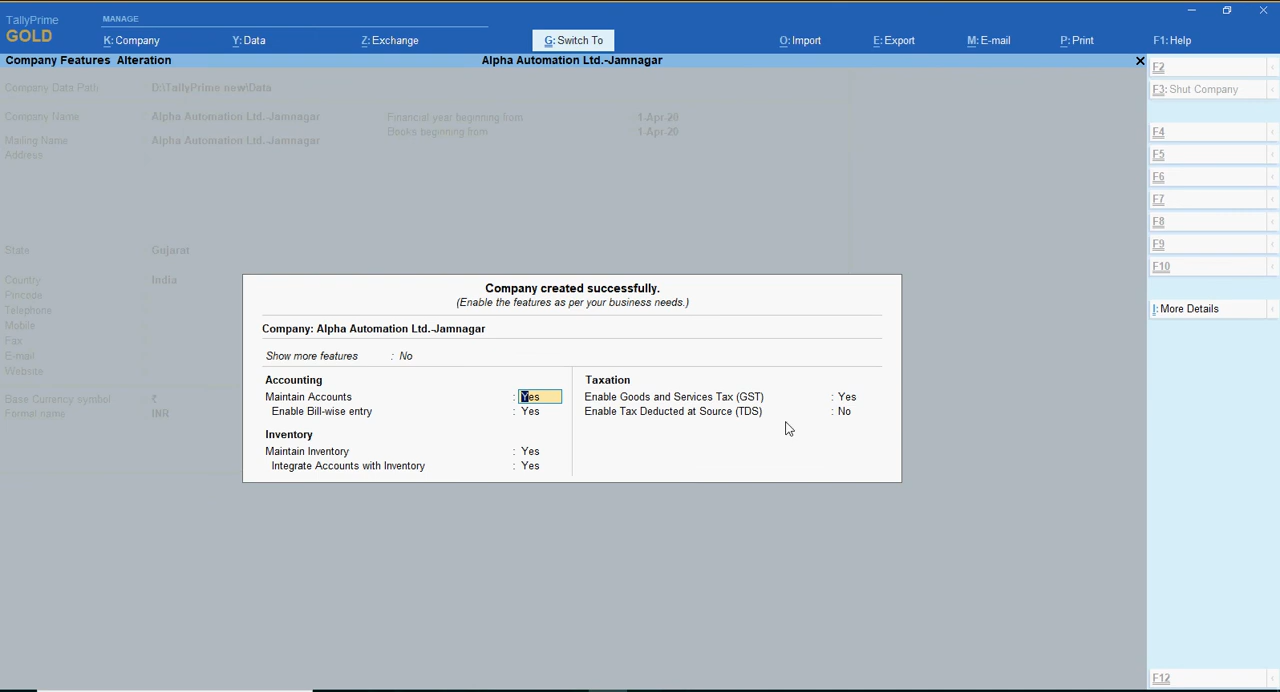 TallyPrime
GOLD
MANAGE
K: Company
Y: Data
Z: Exchange
G: Switch To
O: Import
E: Export
M: E-mail
P: Print
F1: Help
Company Features Alteration
Alpha Automation Ltd.-Jamnagar
Company Data Path : D:\TallyPrime new\Data
Company Name : Alpha Automation Ltd.-Jamnagar
Mailing Name : Alpha Automation Ltd.-Jamnagar
Address
Financial year beginning from : 1-Apr-20
Books beginning from : 1-Apr-20
State : Gujarat
Country : India
Pincode
Telephone
Mobile
Fax
E-mail
Website
Base Currency symbol : ₹
Formal name : INR
Company created successfully.
(Enable the features as per your business needs.)
Company: Alpha Automation Ltd.-Jamnagar
Show more features : No
Accounting
Maintain Accounts : Yes
Enable Bill-wise entry : Yes
Inventory
Maintain Inventory : Yes
Integrate Accounts with Inventory : Yes
Taxation
Enable Goods and Services Tax (GST) : Yes
Enable Tax Deducted at Source (TDS) : No
F2
F3: Shut Company
F4
F5
F6
F7
F8
F9
F10
I: More Details
F12